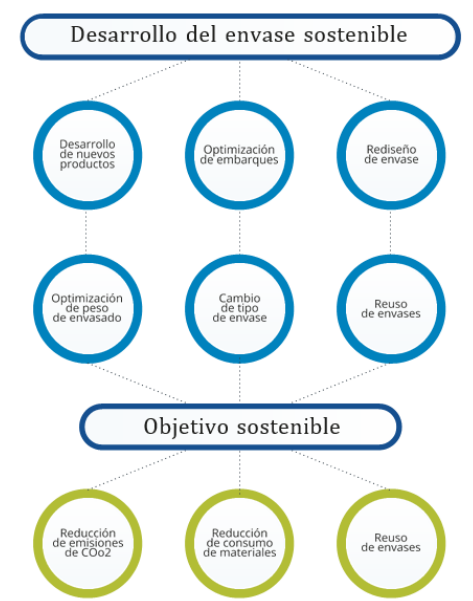 Desarrollo del envase sostenible
Desarrollo
de nuevos
productos
Optimización
de embarques
Rediseño
de envase
Optimización
de peso
de envasado
Cambio
de tipo
de envase
Reuso
de envases
Objetivo sostenible
Reducción
de emisiones
de COo2
Reducción
de consumo
de materiales
Reuso
de envases